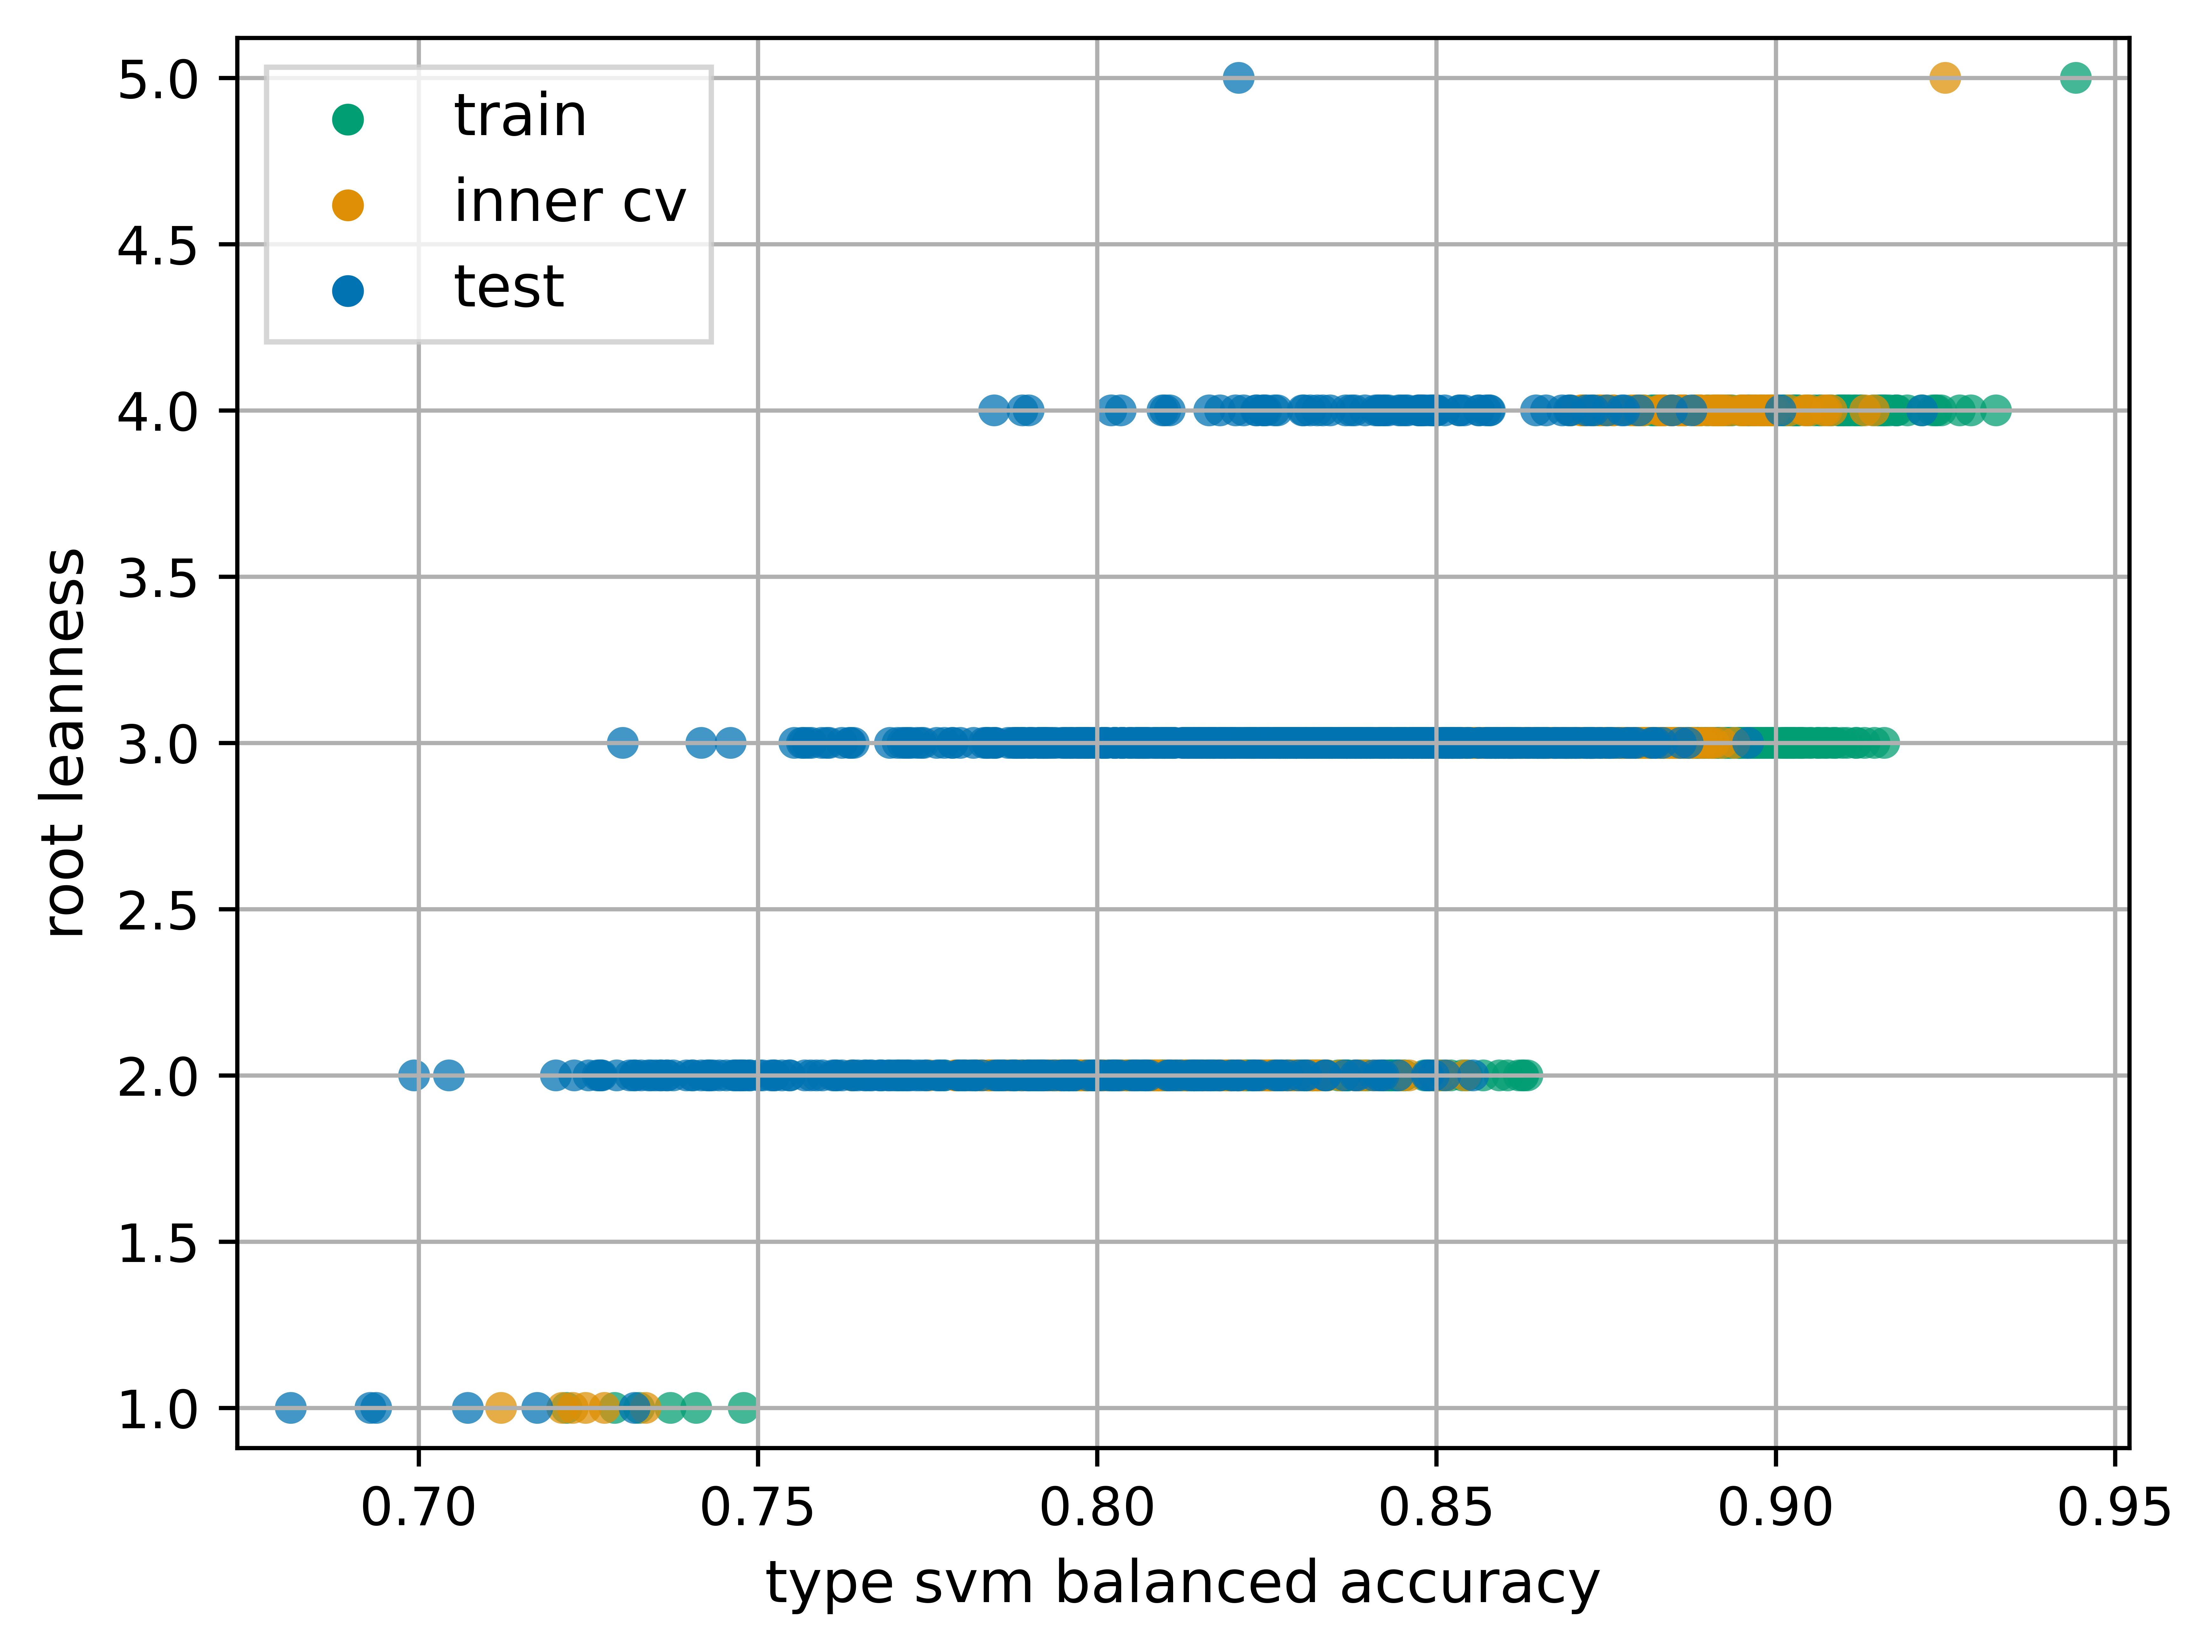 train
inner cv
test
root leanness
5.0
4.5
4.0
3.5
3.0
2.5
2.0
1.5
1.0
0.70 0.75 0.80 0.85 0.90 0.95
type svm balanced accuracy